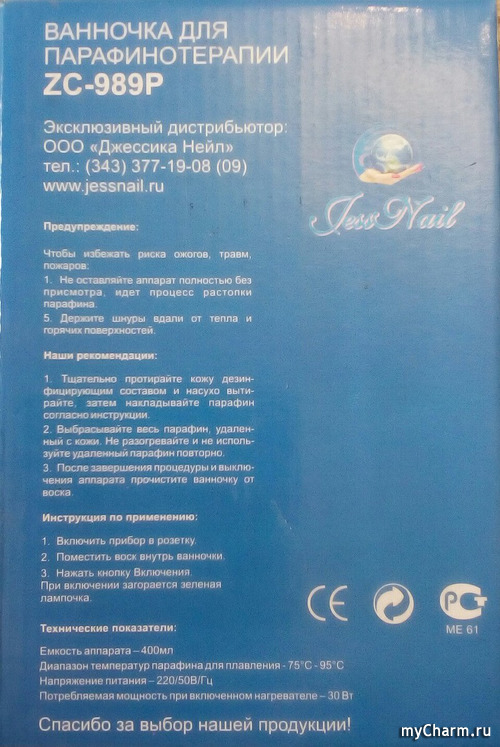 ВАННОЧКА ДЛЯ
ПАРАФИНОТЕРАПИИ
ZC-989P
Эксклюзивный дистрибьютор:
ООО «Джессика Нейл»
тел.: (343) 377-19-08 (09)
www.jessnail.ru
Jess Nail
Предупреждение:
Чтобы избежать риска ожогов, травм,
пожаров:
1. Не оставляйте аппарат полностью без
присмотра, идет процесс растопки
парафина.
5. Держите шнуры вдали от тепла и
горячих поверхностей.
Наши рекомендации:
1. Тщательно протирайте кожу дезин-
фицирующим составом и насухо выти-
райте, затем накладывайте парафин
согласно инструкции.
2. Выбрасывайте весь парафин, удален-
ный с кожи. Не разогревайте и не исполь-
зуйте удаленный парафин повторно.
3. После завершения процедуры и выклю-
чения аппарата прочистите ванночку от
воска.
Инструкция по применению:
1. Включить прибор в розетку.
2. Поместить воск внутрь ванночки.
3. Нажать кнопку Включения.
При включении загорается зеленая
лампочка.
CE
РСТ
ME 61
Технические показатели:
Емкость аппарата – 400мл
Диапазон температур парафина для плавления - 75°C - 95°C
Напряжение питания – 220/50В/Гц
Потребляемая мощность при включенном нагревателе – 30 Вт
Спасибо за выбор нашей продукции!
myCharm.ru